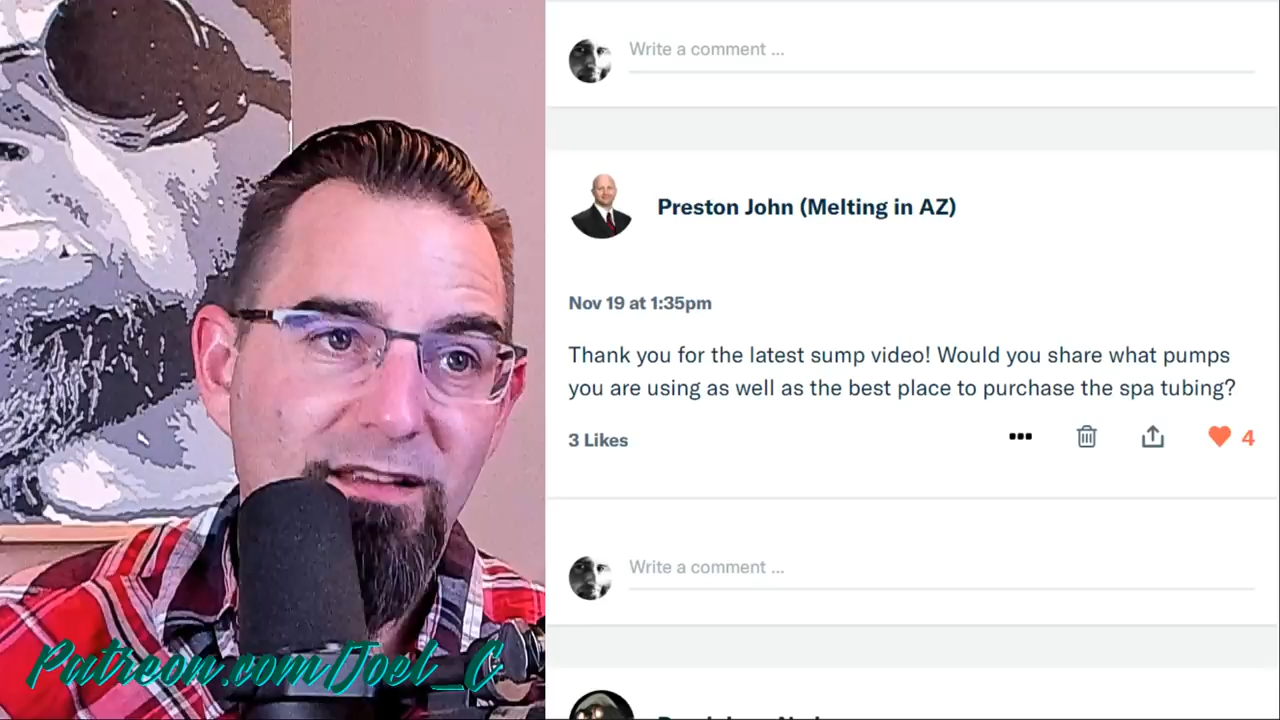 Write a comment ...
Preston John (Melting in AZ)
Nov 19 at 1:35pm
Thank you for the latest sump video! Would you share what pumps
you are using as well as the best place to purchase the spa tubing?
3 Likes
4
Write a comment ...
Patreon.com/Joel_C